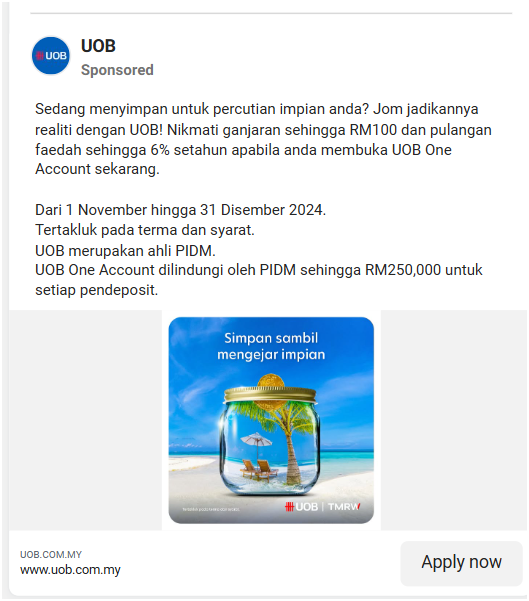 UOB
UOB
Sponsored
Sedang menyimpan untuk percutian impian anda? Jom jadikannya
realiti dengan UOB! Nikmati ganjaran sehingga RM100 dan pulangan
faedah sehingga 6% setahun apabila anda membuka UOB One
Account sekarang.
Dari 1 November hingga 31 Disember 2024.
Tertakluk pada terma dan syarat.
UOB merupakan ahli PIDM.
UOB One Account dilindungi oleh PIDM sehingga RM250,000 untuk
setiap pendeposit.
Simpan sambil
mengejar impian
UOB | TMRW
UOB.COM.MY
www.uob.com.my
Apply now